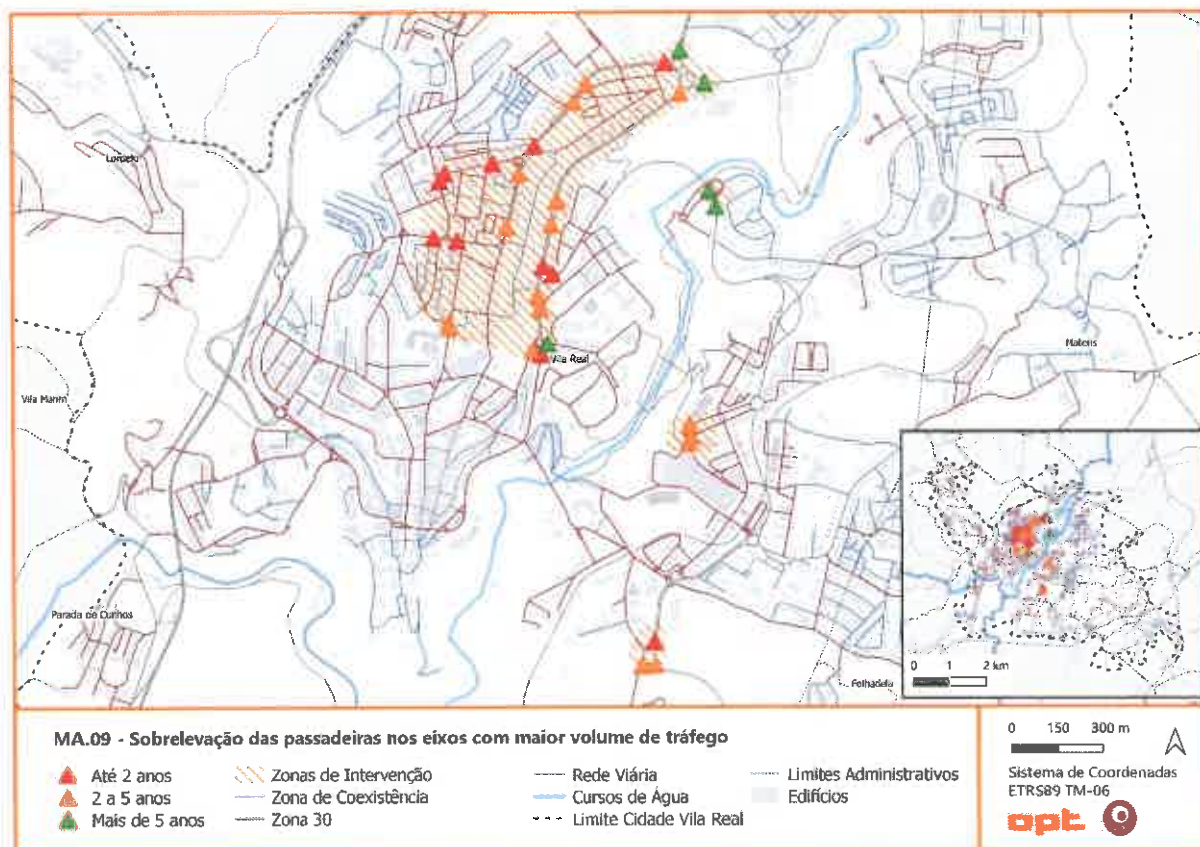 Lordelo
Vila Real
Mateus
Vila Marim
Parada de Cunhos
Folhadela
0 1 2 km
MA.09 - Sobrelevação das passadeiras nos eixos com maior volume de tráfego
Até 2 anos
2 a 5 anos
Mais de 5 anos
Zonas de Intervenção
Zona de Coexistência
Zona 30
Rede Viária
Cursos de Água
Limite Cidade Vila Real
Limites Administrativos
Edifícios
0 150 300 m
Sistema de Coordenadas
ETRS89 TM-06
opt